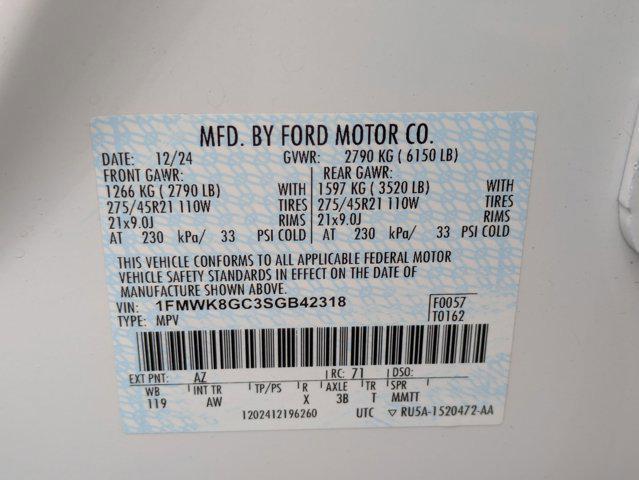 MFD. BY FORD MOTOR CO.
DATE: 12/24 GVWR: 2790 KG ( 6150 LB)
FRONT GAWR: REAR GAWR:
1266 KG ( 2790 LB) WITH 1597 KG ( 3520 LB) WITH
275/45R21 110W TIRES 275/45R21 110W TIRES
21x9.0J RIMS 21x9.0J RIMS
AT 230 kPa/ 33 PSI COLD AT 230 kPa/ 33 PSI COLD
THIS VEHICLE CONFORMS TO ALL APPLICABLE FEDERAL MOTOR
VEHICLE SAFETY STANDARDS IN EFFECT ON THE DATE OF
MANUFACTURE SHOWN ABOVE.
VIN: 1FMWK8GC3SGB42318 F0057
TYPE: MPV T0162
EXT PNT: AZ RC: 71 DSO:
WB INT TR TP/PS R AXLE TR SPR
119 AW X 3B T MMTT
1202412196260 UTC ▽ RU5A-1520472-AA